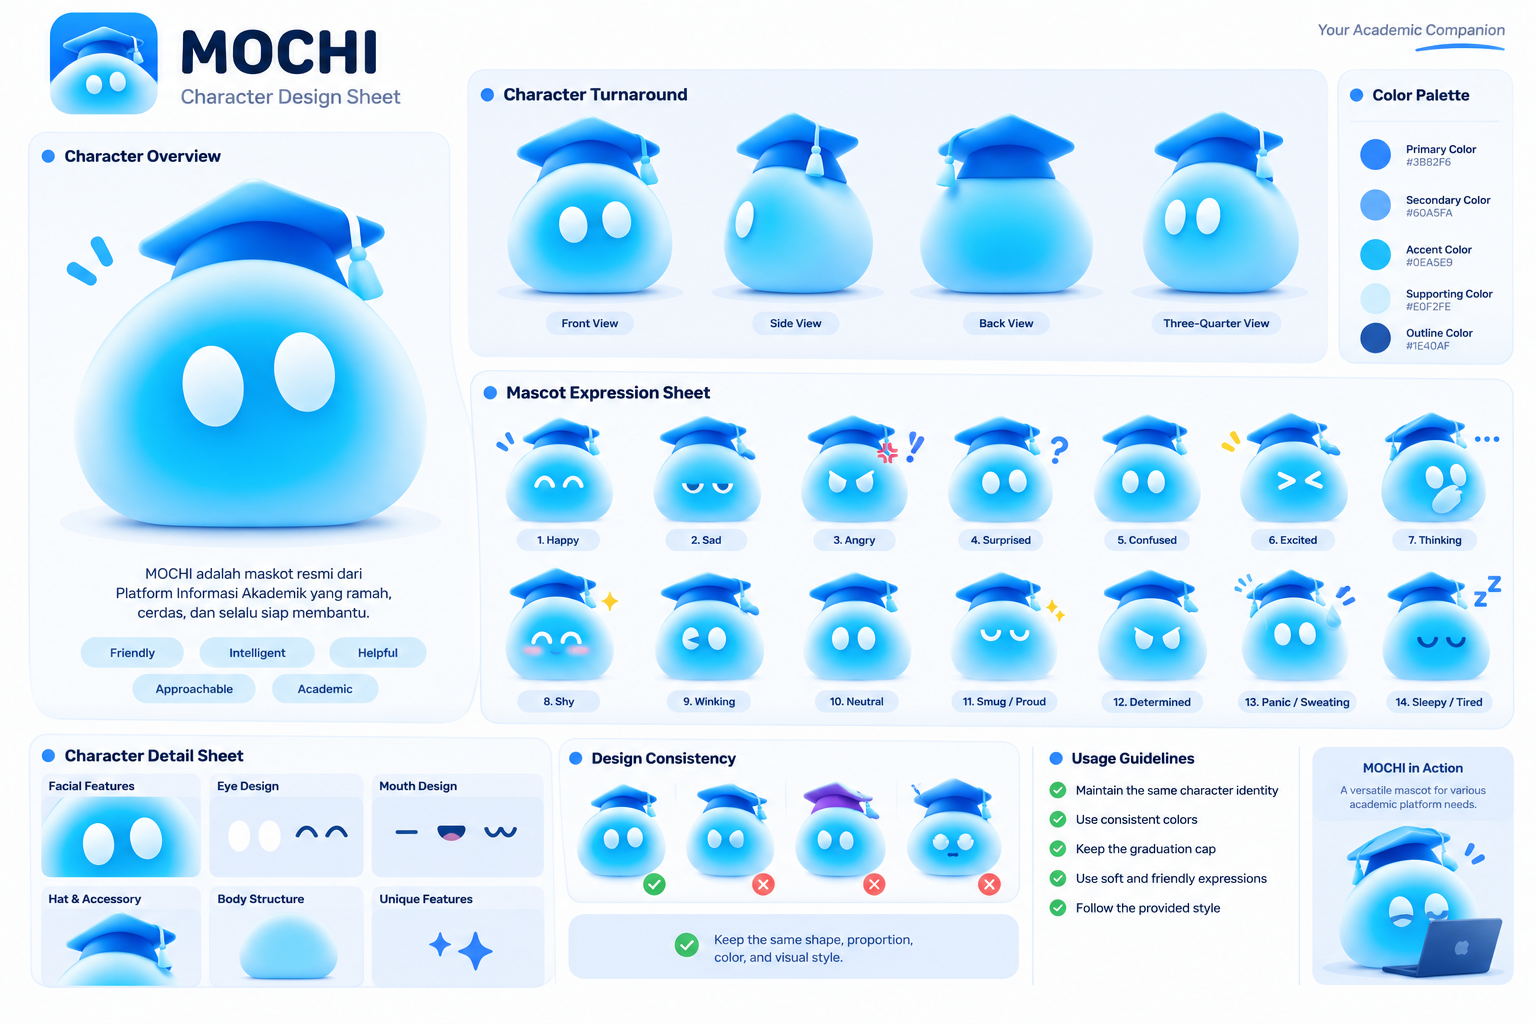 MOCHI
Character Design Sheet
Your Academic Companion
Character Overview
MOCHI adalah maskot resmi dari
Platform Informasi Akademik yang ramah,
cerdas, dan selalu siap membantu.
Friendly
Intelligent
Helpful
Approachable
Academic
Character Turnaround
Front View
Side View
Back View
Three-Quarter View
Color Palette
Primary Color
#3B82F6
Secondary Color
#60A5FA
Accent Color
#0EA5E9
Supporting Color
#E0F2FE
Outline Color
#1E40AF
Mascot Expression Sheet
!
?
...
1. Happy
2. Sad
3. Angry
4. Surprised
5. Confused
6. Excited
7. Thinking
z z
8. Shy
9. Winking
10. Neutral
11. Smug / Proud
12. Determined
13. Panic / Sweating
14. Sleepy / Tired
Character Detail Sheet
Facial Features
Eye Design
Mouth Design
Hat & Accessory
Body Structure
Unique Features
Design Consistency
Keep the same shape, proportion,
color, and visual style.
Usage Guidelines
Maintain the same character identity
Use consistent colors
Keep the graduation cap
Use soft and friendly expressions
Follow the provided style
MOCHI in Action
A versatile mascot for various
academic platform needs.